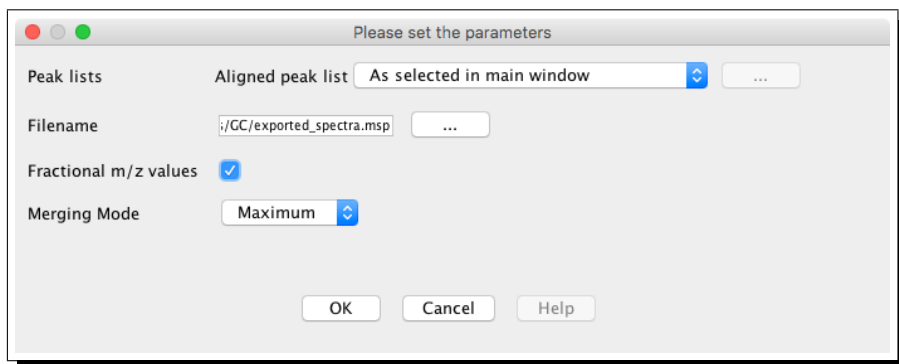 Please set the parameters
Peak lists Aligned peak list As selected in main window ...
Filename ;/GC/exported_spectra.msp ...
Fractional m/z values
Merging Mode Maximum
OK Cancel Help